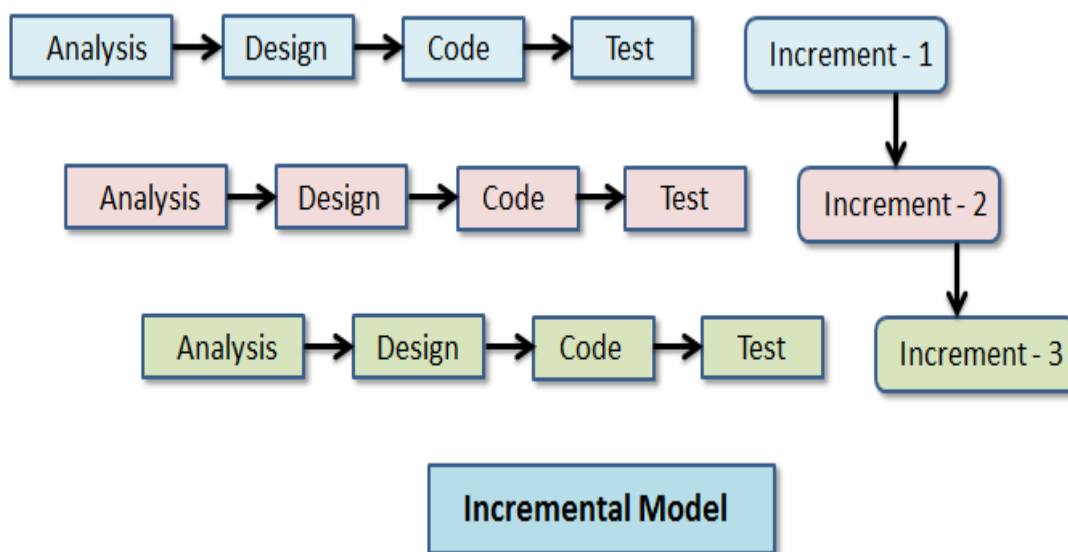 Analysis Design Code Test Increment - 1
Analysis Design Code Test Increment - 2
Analysis Design Code Test Increment - 3
Incremental Model